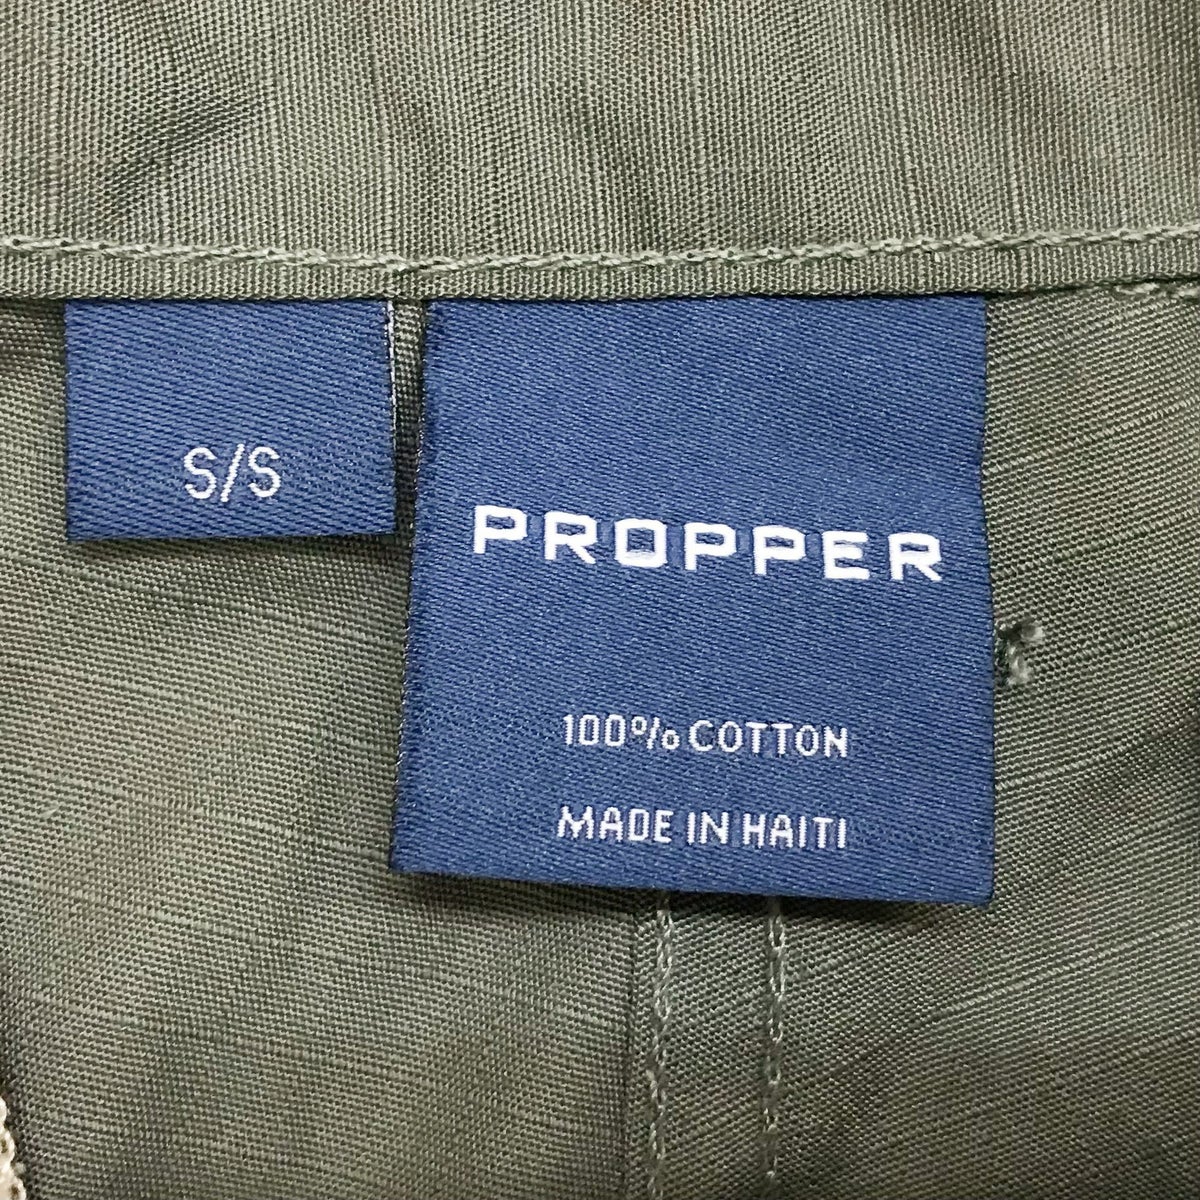 S/S
PROPPER
100% COTTON
MADE IN HAITI